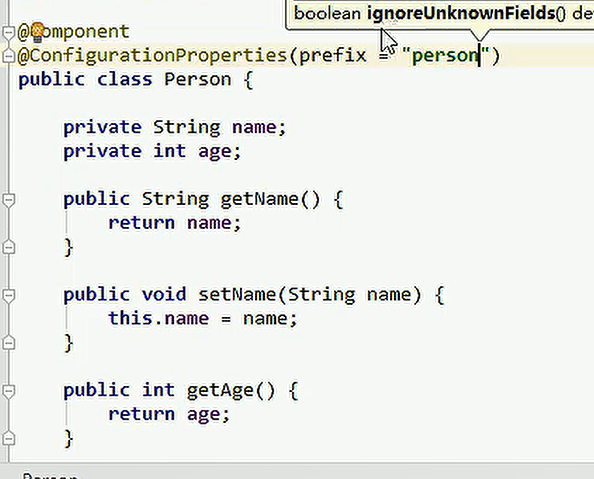 boolean ignoreUnknownFields() de
@Component
@ConfigurationProperties(prefix = "person")
public class Person {
private String name;
private int age;
public String getName() {
return name;
}
public void setName(String name) {
this.name = name;
}
public int getAge() {
return age;
}
Person